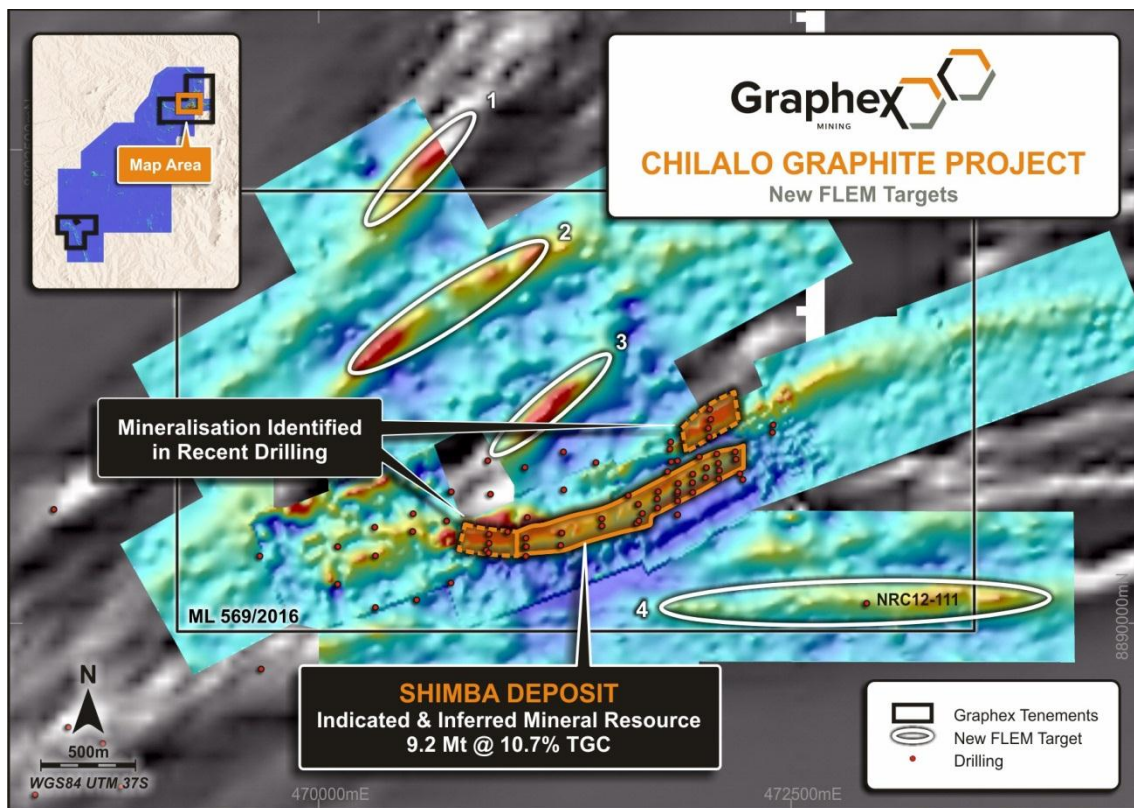 Graphex
MINING
CHILALO GRAPHITE PROJECT
New FLEM Targets
Map Area
1
2
3
Mineralisation Identified
in Recent Drilling
4
NRC12-111
ML 569/2016
8890000mN
SHIMBA DEPOSIT
Indicated & Inferred Mineral Resource
9.2 Mt @ 10.7% TGC
N
500m
WGS84 UTM 37S
470000mE
472500mE
Graphex Tenements
New FLEM Target
Drilling